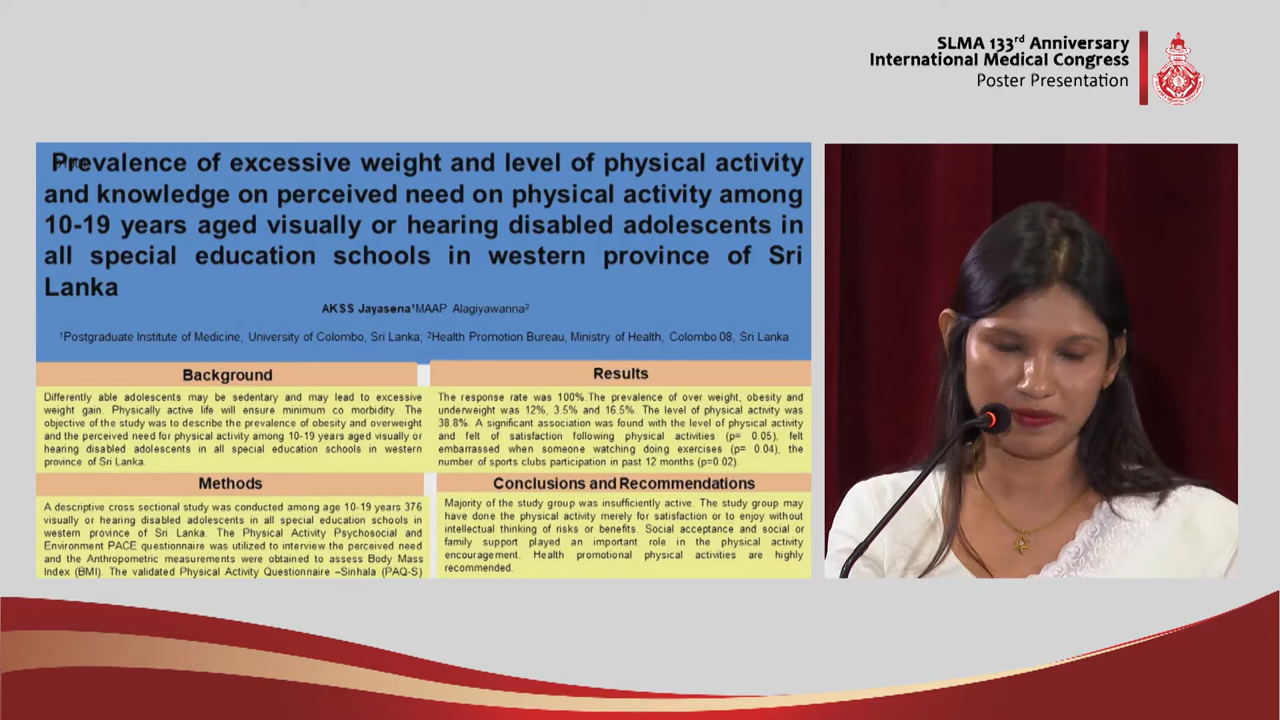 SLMA 133rd Anniversary
International Medical Congress
Poster Presentation
Prevalence of excessive weight and level of physical activity
and knowledge on perceived need on physical activity among
10-19 years aged visually or hearing disabled adolescents in
all special education schools in western province of Sri
Lanka
AKSS Jayasena¹MAAP Alagiyawanna²
¹Postgraduate Institute of Medicine, University of Colombo, Sri Lanka; ²Health Promotion Bureau, Ministry of Health, Colombo 08, Sri Lanka
Background
Differently able adolescents may be sedentary and may lead to excessive
weight gain. Physically active life will ensure minimum co morbidity. The
objective of the study was to describe the prevalence of obesity and overweight
and the perceived need for physical activity among 10-19 years aged visually or
hearing disabled adolescents in all special education schools in western
province of Sri Lanka.
Methods
A descriptive cross sectional study was conducted among age 10-19 years 376
visually or hearing disabled adolescents in all special education schools in
western province of Sri Lanka. The Physical Activity Psychosocial and
Environment PACE questionnaire was utilized to interview the perceived need
and the Anthropometric measurements were obtained to assess Body Mass
Index (BMI). The validated Physical Activity Questionnaire –Sinhala (PAQ-S)
Results
The response rate was 100%.The prevalence of over weight, obesity and
underweight was 12%, 3.5% and 16.5%. The level of physical activity was
38.8%. A significant association was found with the level of physical activity
and felt of satisfaction following physical activities (p= 0.05), felt
embarrassed when someone watching doing exercises (p= 0.04), the
number of sports clubs participation in past 12 months (p=0.02).
Conclusions and Recommendations
Majority of the study group was insufficiently active. The study group may
have done the physical activity merely for satisfaction or to enjoy without
intellectual thinking of risks or benefits. Social acceptance and social or
family support played an important role in the physical activity
encouragement. Health promotional physical activities are highly
recommended.